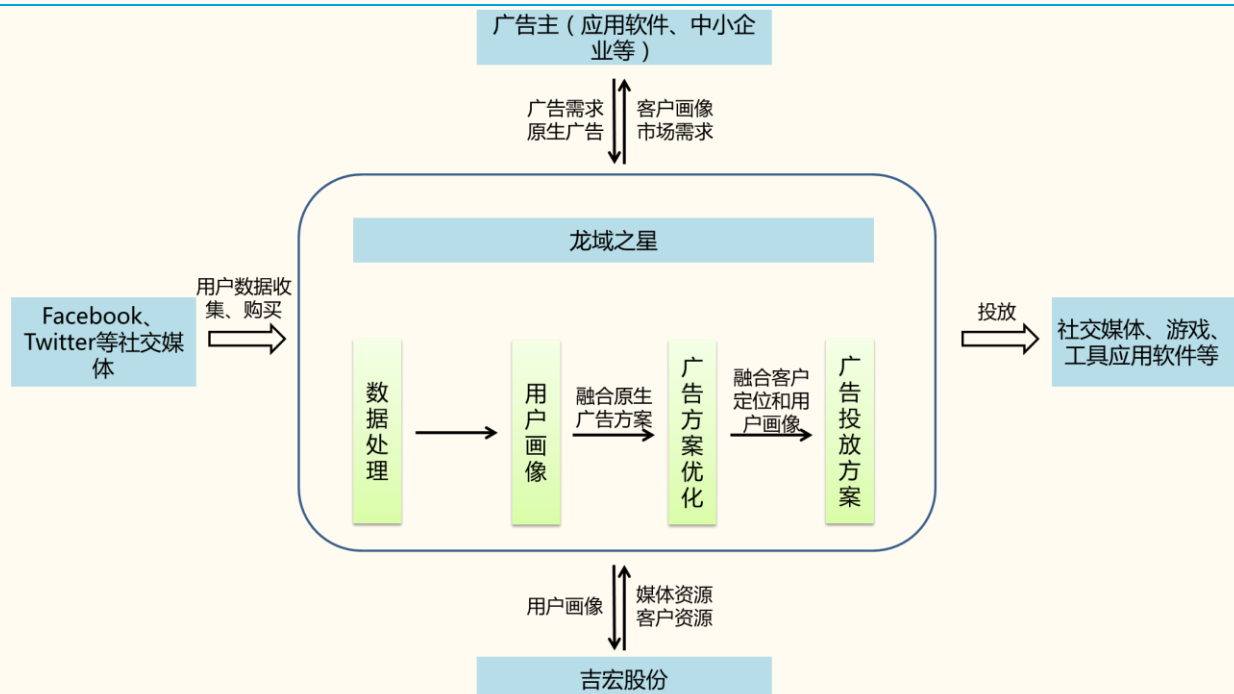 广告主（应用软件、中小企
业等）
广告需求
原生广告
客户画像
市场需求
龙域之星
用户数据收
集、购买
Facebook、
Twitter等社交媒
体
投放
社交媒体、游戏、
工具应用软件等
数据处理
用户画像
融合原生
广告方案
广告方案优化
融合客户
定位和用
户画像
广告投放方案
用户画像
媒体资源
客户资源
吉宏股份